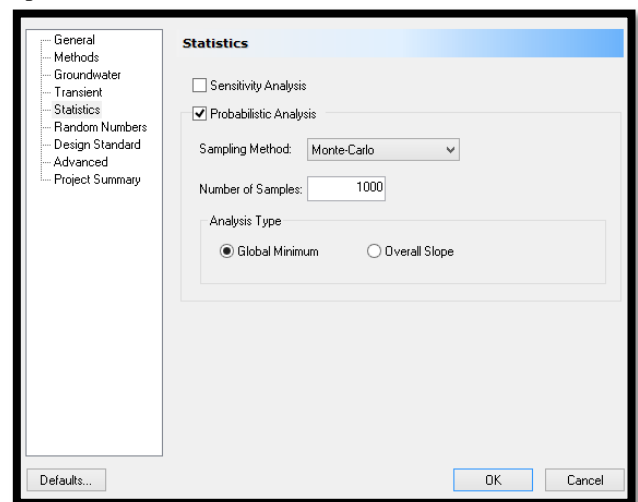 General
Methods
Groundwater
Transient
Statistics
Random Numbers
Design Standard
Advanced
Project Summary
Statistics
Sensitivity Analysis
Probabilistic Analysis
Sampling Method: Monte-Carlo
Number of Samples: 1000
Analysis Type
Global Minimum Overall Slope
Defaults... OK Cancel